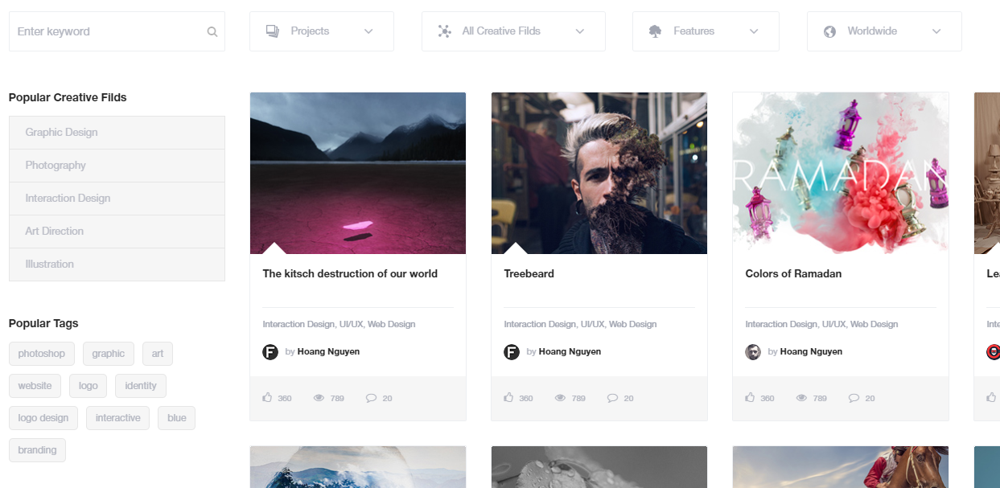 Enter keyword
Projects
All Creative Filds
Features
Worldwide
Popular Creative Filds
Graphic Design
Photography
Interaction Design
Art Direction
Illustration
Popular Tags
photoshop
graphic
art
website
logo
identity
logo design
interactive
blue
branding
The kitsch destruction of our world
Interaction Design, UI/UX, Web Design
F
by Hoang Nguyen
360
789
20
Treebeard
Interaction Design, UI/UX, Web Design
F
by Hoang Nguyen
360
789
20
RAMADAN
Colors of Ramadan
Interaction Design, UI/UX, Web Design
by Hoang Nguyen
360
789
20